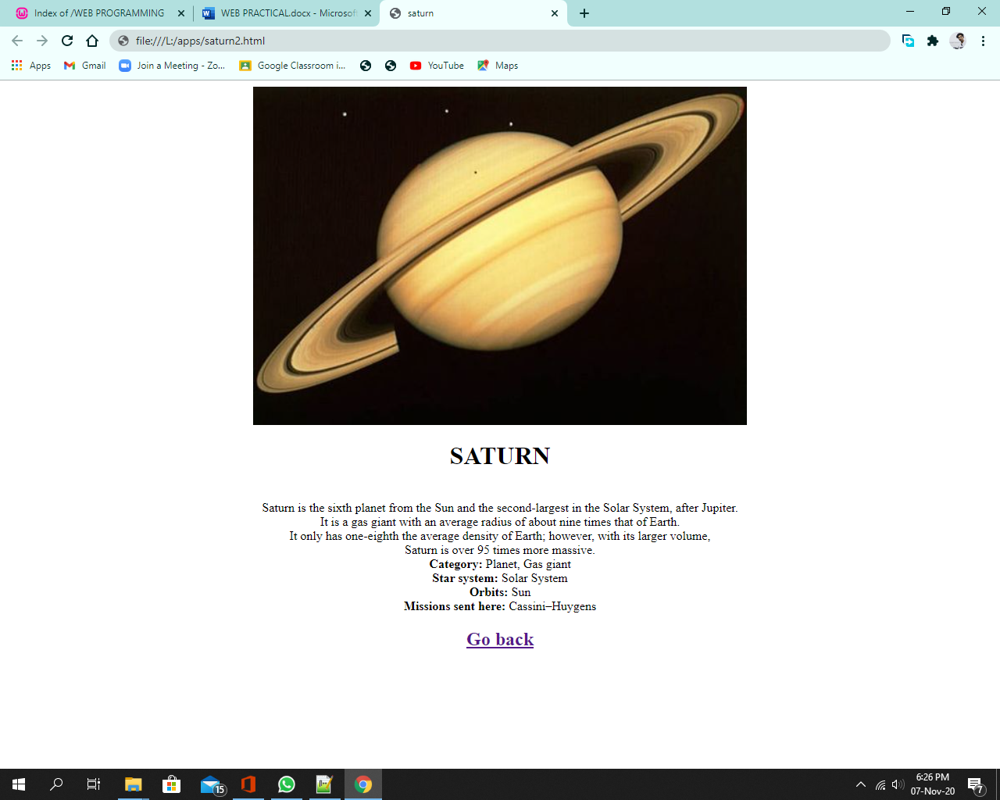 Index of /WEB PROGRAMMING
WEB PRACTICAL.docx - Microsoft
saturn
file:///L:/apps/saturn2.html
Apps
Gmail
Join a Meeting - Zo...
Google Classroom i...
YouTube
Maps
SATURN
Saturn is the sixth planet from the Sun and the second-largest in the Solar System, after Jupiter.
It is a gas giant with an average radius of about nine times that of Earth.
It only has one-eighth the average density of Earth; however, with its larger volume,
Saturn is over 95 times more massive.
Category: Planet, Gas giant
Star system: Solar System
Orbits: Sun
Missions sent here: Cassini–Huygens
Go back
15
6:26 PM
07-Nov-20
7